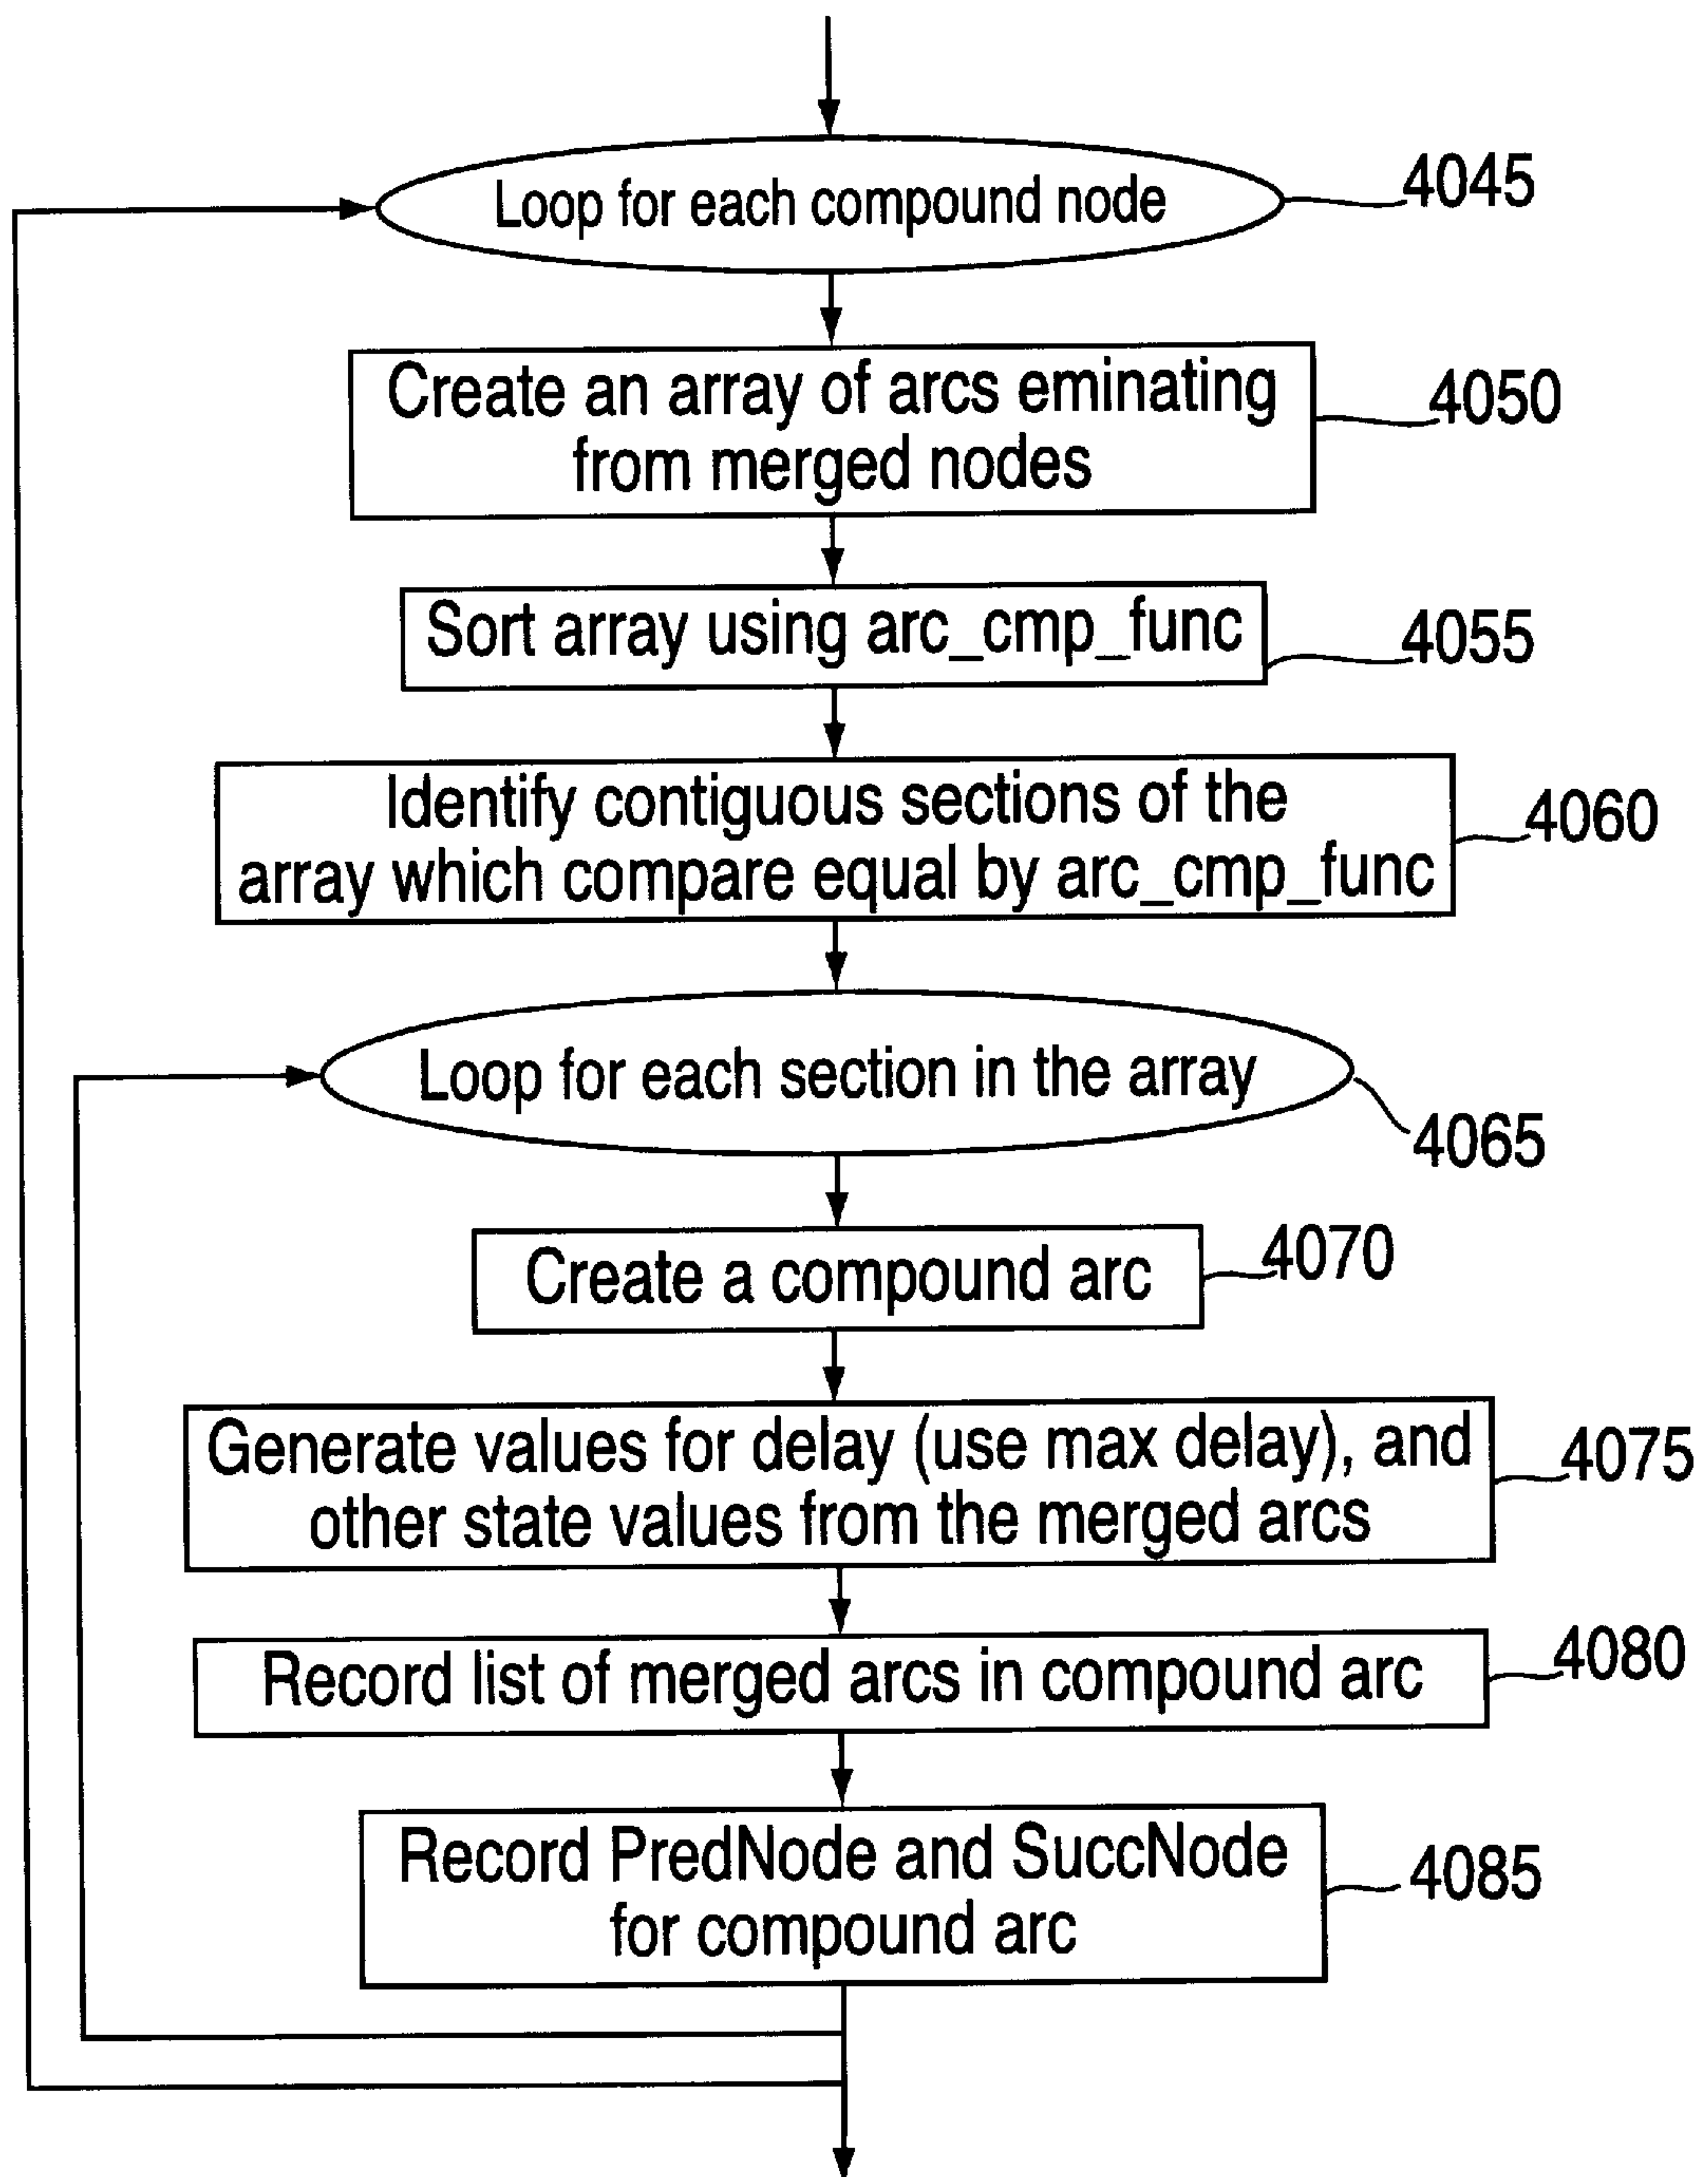 Loop for each compound node
4045
Create an array of arcs eminating
from merged nodes
4050
Sort array using arc_cmp_func
4055
Identify contiguous sections of the
array which compare equal by arc_cmp_func
4060
Loop for each section in the array
4065
Create a compound arc
4070
Generate values for delay (use max delay), and
other state values from the merged arcs
4075
Record list of merged arcs in compound arc
4080
Record PredNode and SuccNode
for compound arc
4085